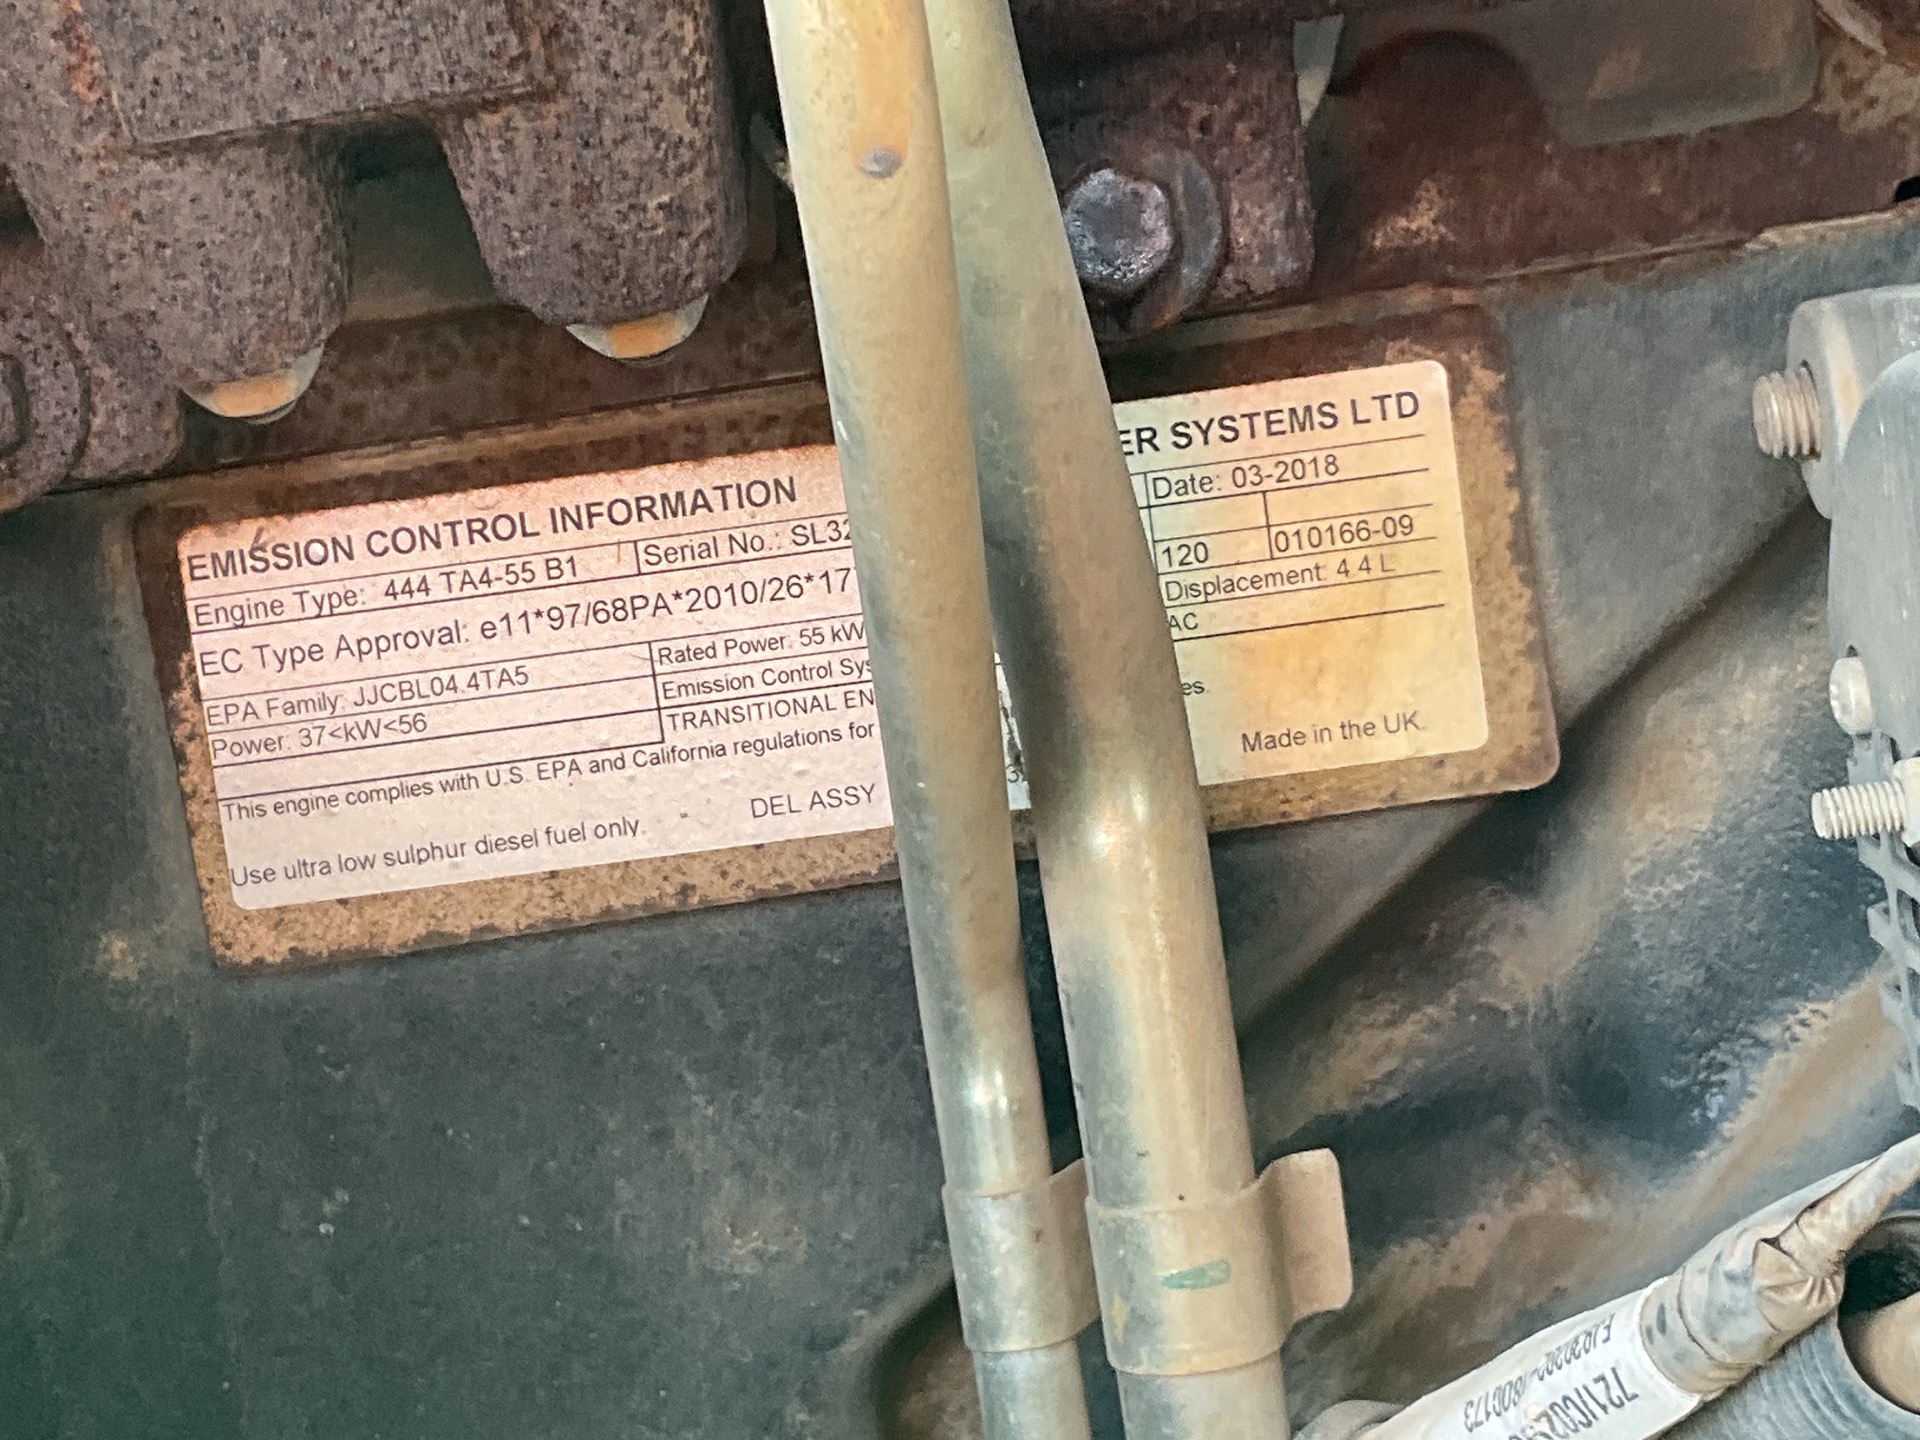 EMISSION CONTROL INFORMATION ER SYSTEMS LTD
Engine Type: 444 TA4-55 B1 Serial No.: SL32 Date: 03-2018
EC Type Approval: e11*97/68PA*2010/26*17 120 010166-09
EPA Family: JJCBL04.4TA5 Rated Power: 55 kW Displacement: 4.4 L
Power: 37<kW<56 Emission Control Sys AC
TRANSITIONAL EN
This engine complies with U.S. EPA and California regulations for es.
Use ultra low sulphur diesel fuel only. DEL ASSY Made in the UK.